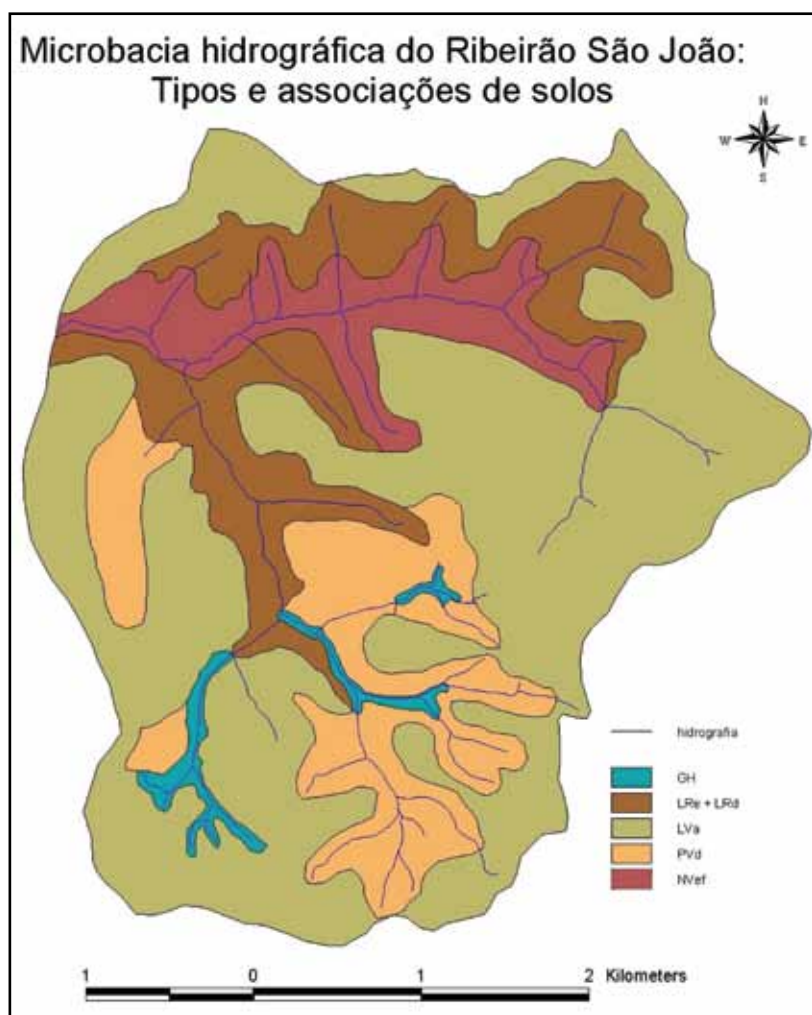 Microbacia hidrográfica do Ribeirão São João:
Tipos e associações de solos
N
W E
S
hidrografia
GH
LRe + LRd
LVa
PVd
NVef
1 0 1 2 Kilometers